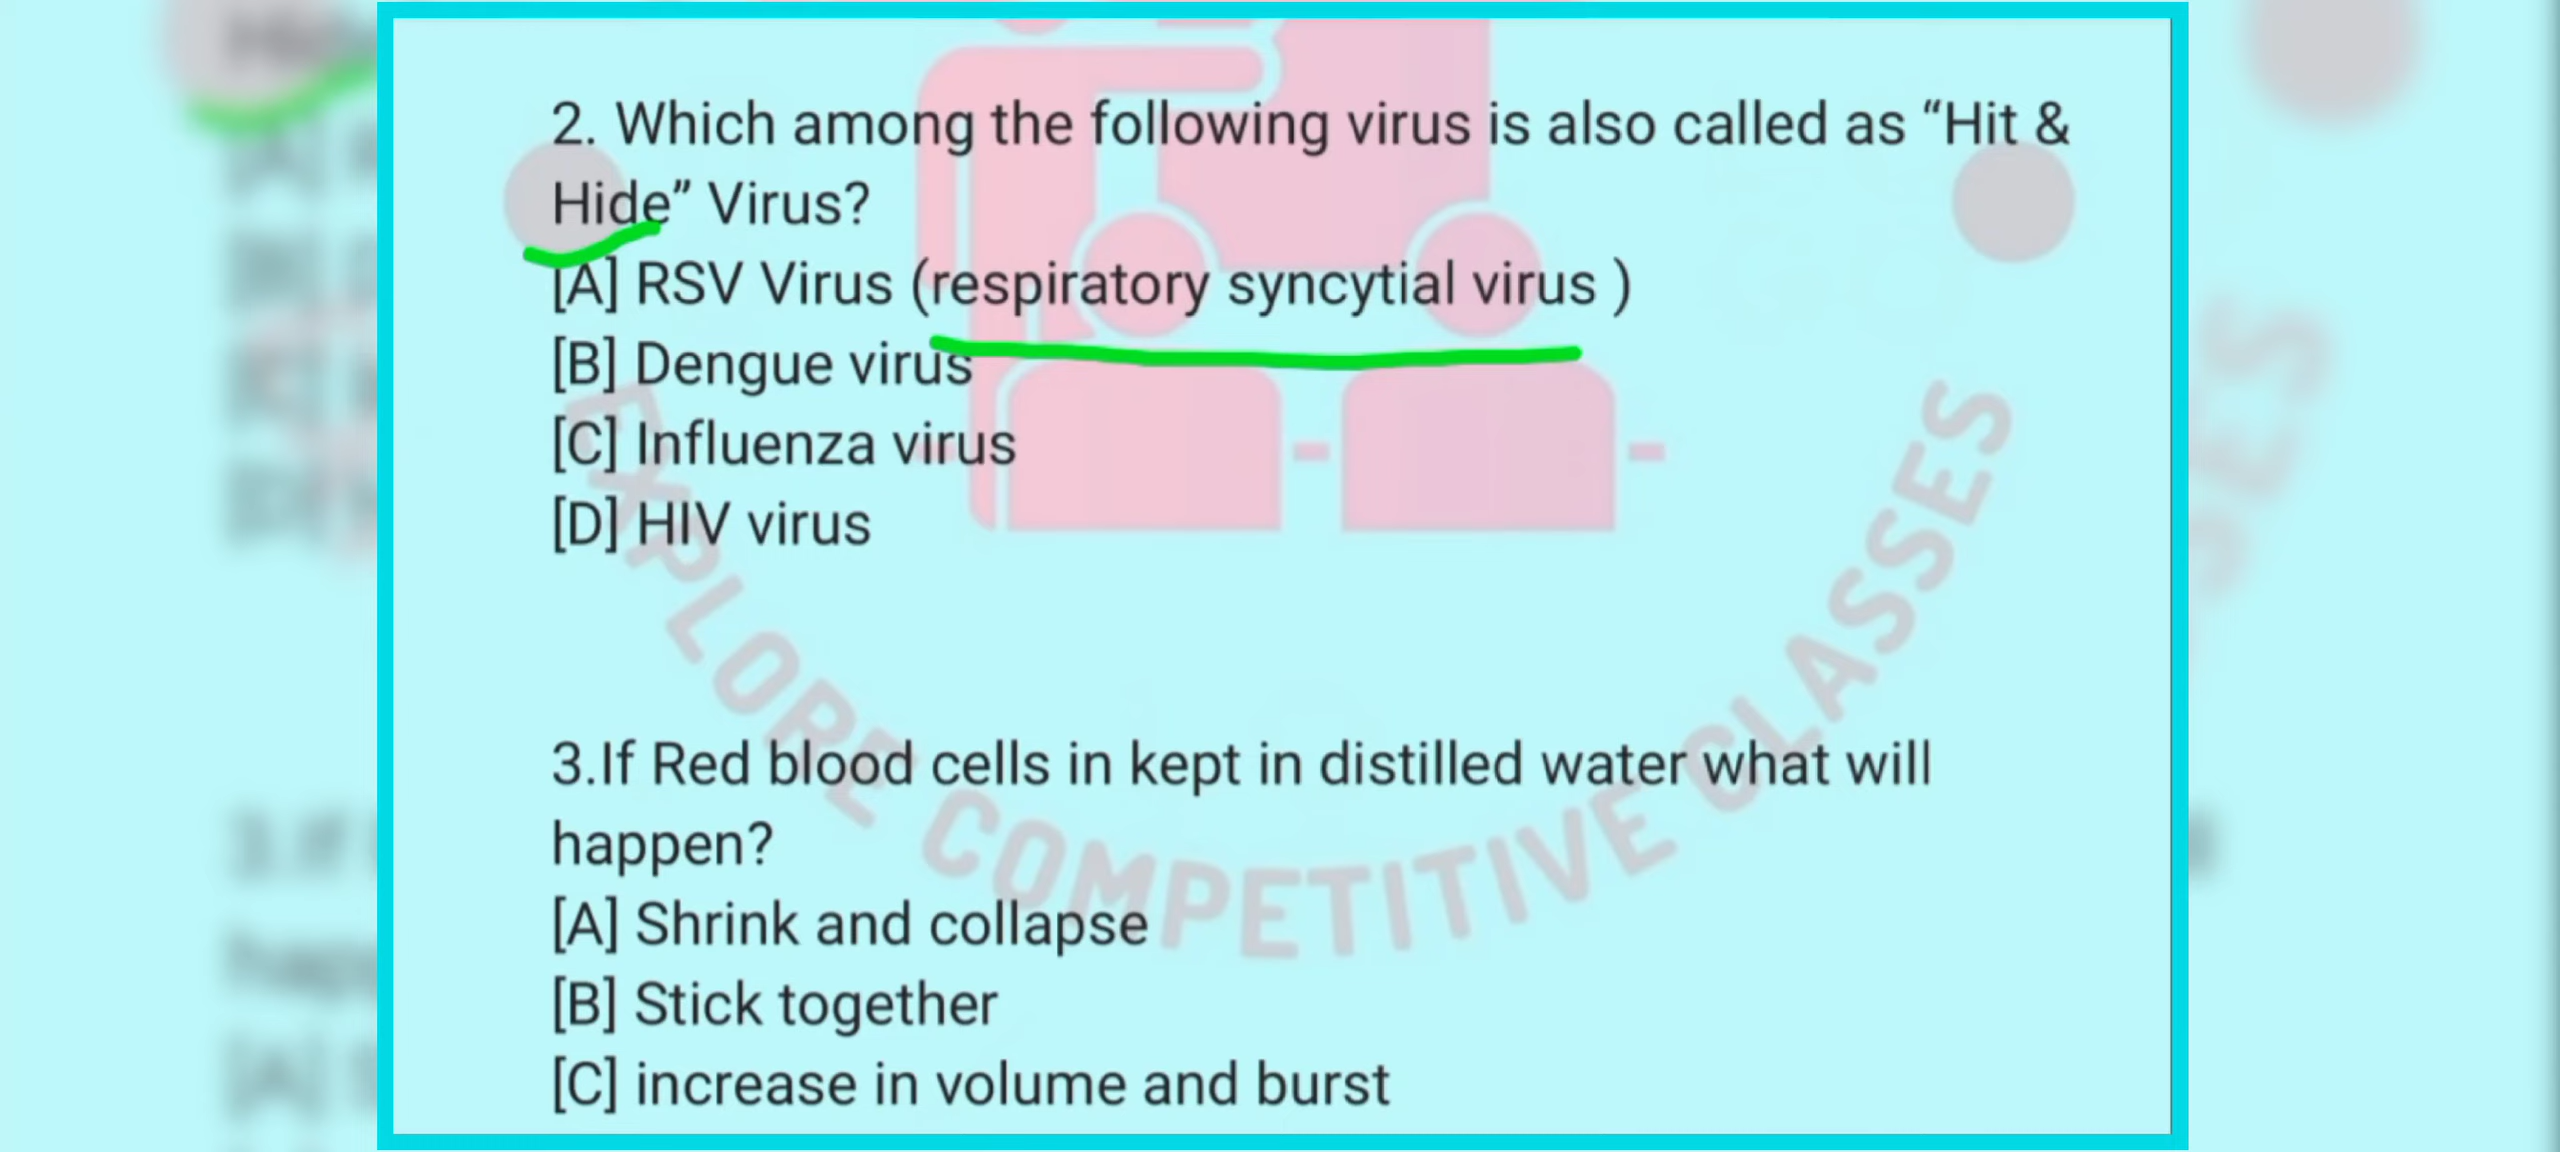 2. Which among the following virus is also called as “Hit &
Hide” Virus?
[A] RSV Virus (respiratory syncytial virus )
[B] Dengue virus
[C] Influenza virus
[D] HIV virus
3.If Red blood cells in kept in distilled water what will
happen?
[A] Shrink and collapse
[B] Stick together
[C] increase in volume and burst
EXPLORE COMPETITIVE CLASSES